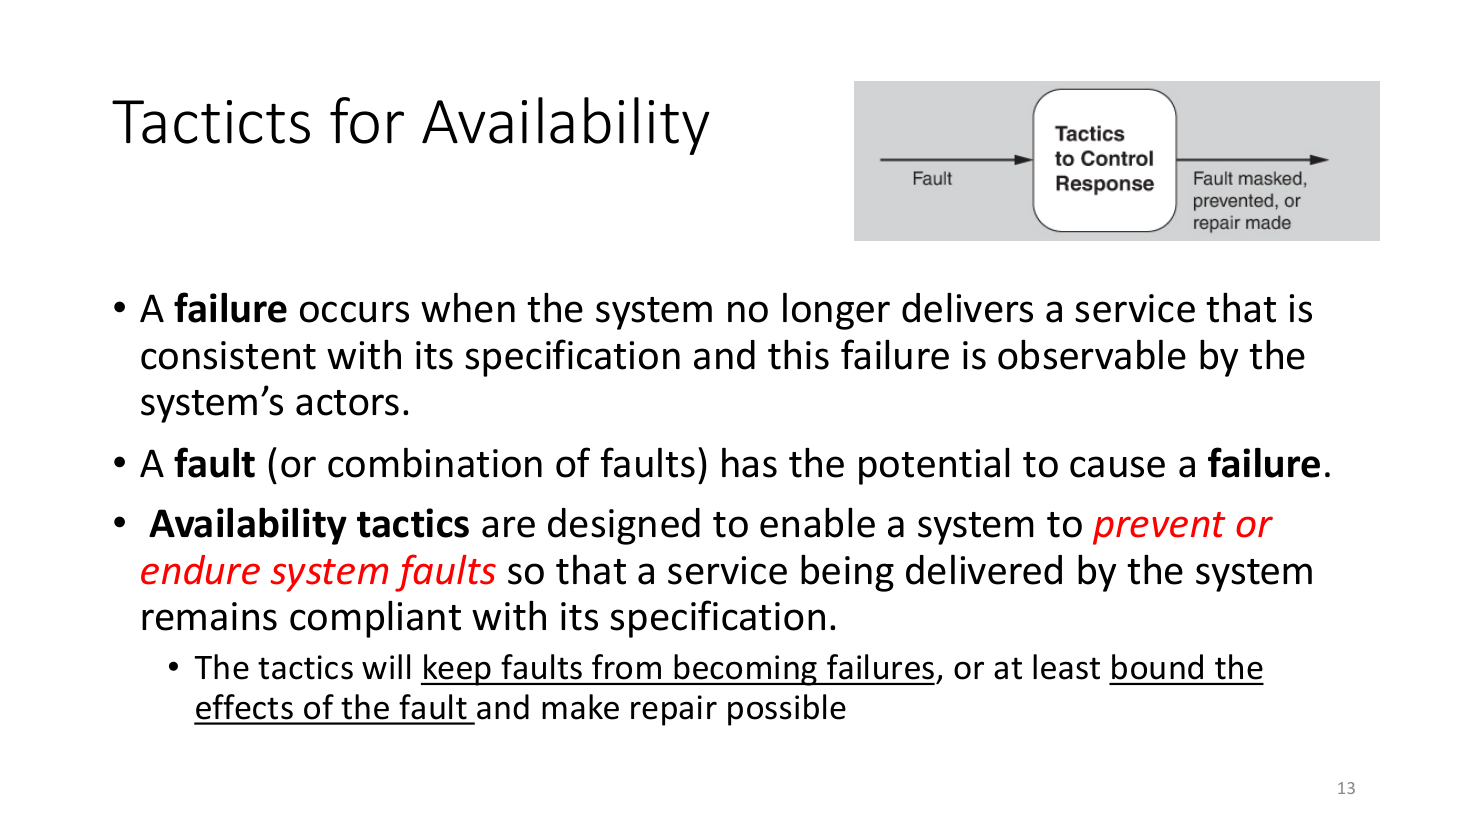 Tacticts for Availability
Tactics
to Control
Response
Fault
Fault masked,
prevented, or
repair made
• A failure occurs when the system no longer delivers a service that is
consistent with its specification and this failure is observable by the
system’s actors.
• A fault (or combination of faults) has the potential to cause a failure.
• Availability tactics are designed to enable a system to prevent or
endure system faults so that a service being delivered by the system
remains compliant with its specification.
• The tactics will keep faults from becoming failures, or at least bound the
effects of the fault and make repair possible
13